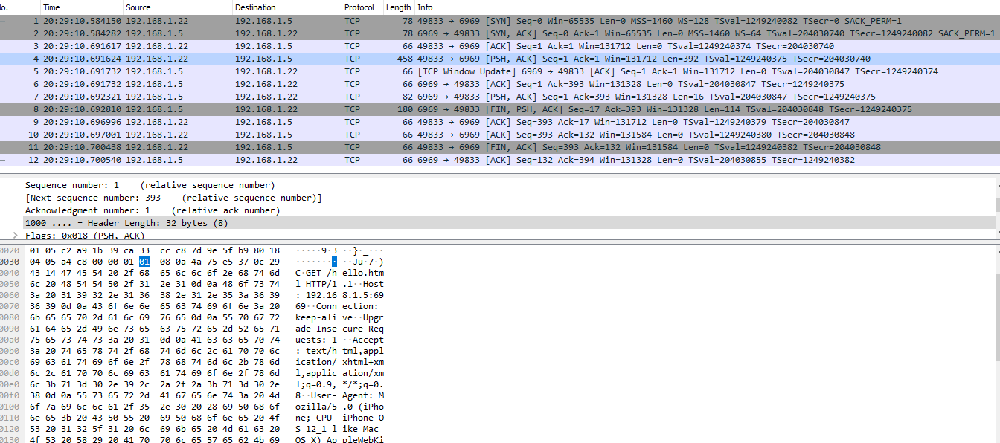 lo. Time Source Destination Protocol Length Info
1 20:29:10.584150 192.168.1.22 192.168.1.5 TCP 78 49833 → 6969 [SYN] Seq=0 Win=65535 Len=0 MSS=1460 WS=128 TSval=1249240082 TSecr=0 SACK_PERM=1
2 20:29:10.584282 192.168.1.5 192.168.1.22 TCP 78 6969 → 49833 [SYN, ACK] Seq=0 Ack=1 Win=65535 Len=0 MSS=1460 WS=64 TSval=204030740 TSecr=1249240082 SACK_PERM=1
3 20:29:10.691617 192.168.1.22 192.168.1.5 TCP 66 49833 → 6969 [ACK] Seq=1 Ack=1 Win=131712 Len=0 TSval=1249240374 TSecr=204030740
4 20:29:10.691624 192.168.1.22 192.168.1.5 TCP 458 49833 → 6969 [PSH, ACK] Seq=1 Ack=1 Win=131712 Len=392 TSval=1249240375 TSecr=204030740
5 20:29:10.691732 192.168.1.5 192.168.1.22 TCP 66 [TCP Window Update] 6969 → 49833 [ACK] Seq=1 Ack=1 Win=131712 Len=0 TSval=204030847 TSecr=1249240374
6 20:29:10.691732 192.168.1.5 192.168.1.22 TCP 66 6969 → 49833 [ACK] Seq=1 Ack=393 Win=131328 Len=0 TSval=204030847 TSecr=1249240375
7 20:29:10.692321 192.168.1.5 192.168.1.22 TCP 82 6969 → 49833 [PSH, ACK] Seq=1 Ack=393 Win=131328 Len=16 TSval=204030847 TSecr=1249240375
8 20:29:10.692810 192.168.1.5 192.168.1.22 TCP 180 6969 → 49833 [FIN, PSH, ACK] Seq=17 Ack=393 Win=131328 Len=114 TSval=204030848 TSecr=1249240375
9 20:29:10.696996 192.168.1.22 192.168.1.5 TCP 66 49833 → 6969 [ACK] Seq=393 Ack=17 Win=131712 Len=0 TSval=1249240379 TSecr=204030847
10 20:29:10.697001 192.168.1.22 192.168.1.5 TCP 66 49833 → 6969 [ACK] Seq=393 Ack=132 Win=131584 Len=0 TSval=1249240380 TSecr=204030848
11 20:29:10.700438 192.168.1.22 192.168.1.5 TCP 66 49833 → 6969 [FIN, ACK] Seq=393 Ack=132 Win=131584 Len=0 TSval=1249240382 TSecr=204030848
12 20:29:10.700540 192.168.1.5 192.168.1.22 TCP 66 6969 → 49833 [ACK] Seq=132 Ack=394 Win=131328 Len=0 TSval=204030855 TSecr=1249240382
Sequence number: 1 (relative sequence number)
[Next sequence number: 393 (relative sequence number)]
Acknowledgment number: 1 (relative ack number)
1000 .... = Header Length: 32 bytes (8)
> Flags: 0x018 (PSH, ACK)
0020 01 05 c2 a9 1b 39 ca 33 cc c8 7d 9e 5f b9 80 18 ·····9·3 ··}·_···
0030 04 05 a4 c8 00 00 01 01 08 0a 4a 75 e5 37 0c 29 ········ ··Ju·7·)
0040 43 14 47 45 54 20 2f 68 65 6c 6c 6f 2e 68 74 6d C·GET /h ello.htm
0050 6c 20 48 54 54 50 2f 31 2e 31 0d 0a 48 6f 73 74 l HTTP/1 .1··Host
0060 3a 20 31 39 32 2e 31 36 38 2e 31 2e 35 3a 36 39 : 192.16 8.1.5:69
0070 36 39 0d 0a 43 6f 6e 6e 65 63 74 69 6f 6e 3a 20 69··Conn ection:
0080 6b 65 65 70 2d 61 6c 69 76 65 0d 0a 55 70 67 72 keep-ali ve··Upgr
0090 61 64 65 2d 49 6e 73 65 63 75 72 65 2d 52 65 71 ade-Inse cure-Req
00a0 75 65 73 74 73 3a 20 31 0d 0a 41 63 63 65 70 74 uests: 1 ··Accept
00b0 3a 20 74 65 78 74 2f 68 74 6d 6c 2c 61 70 70 6c : text/h tml,appl
00c0 69 63 61 74 69 6f 6e 2f 78 68 74 6d 6c 2b 78 6d ication/ xhtml+xm
00d0 6c 2c 61 70 70 6c 69 63 61 74 69 6f 6e 2f 78 6d l,applic ation/xm
00e0 6c 3b 71 3d 30 2e 39 2c 2a 2f 2a 3b 71 3d 30 2e l;q=0.9, */*;q=0.
00f0 38 0d 0a 55 73 65 72 2d 41 67 65 6e 74 3a 20 4d 8··User- Agent: M
0100 6f 7a 69 6c 6c 61 2f 35 2e 30 20 28 69 50 68 6f ozilla/5 .0 (iPho
0110 6e 65 3b 20 43 50 55 20 69 50 68 6f 6e 65 20 4f ne; CPU iPhone O
0120 53 20 31 32 5f 31 20 6c 69 6b 65 20 4d 61 63 20 S 12_1 l ike Mac
0130 4f 53 20 58 29 20 41 70 70 6c 65 57 65 62 4b 69 OS X) Ap pleWebKi